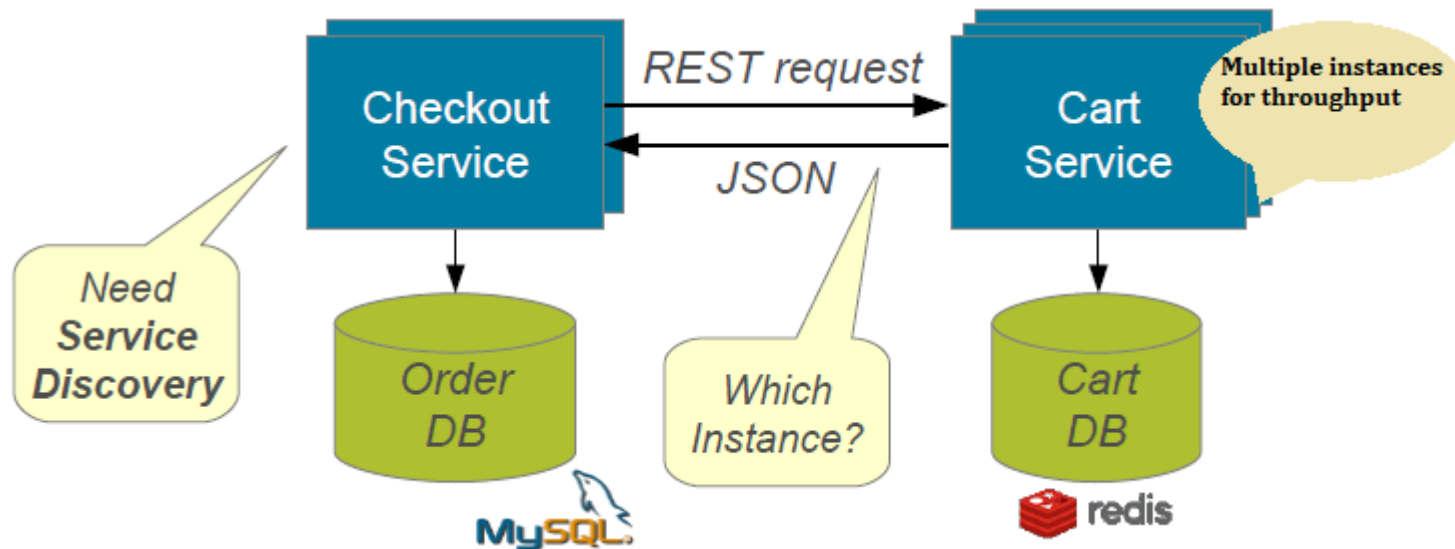 Checkout
Service
REST request
JSON
Cart
Service
Multiple instances
for throughput
Need
Service
Discovery
Order
DB
Which
Instance?
Cart
DB
MySQL.
redis